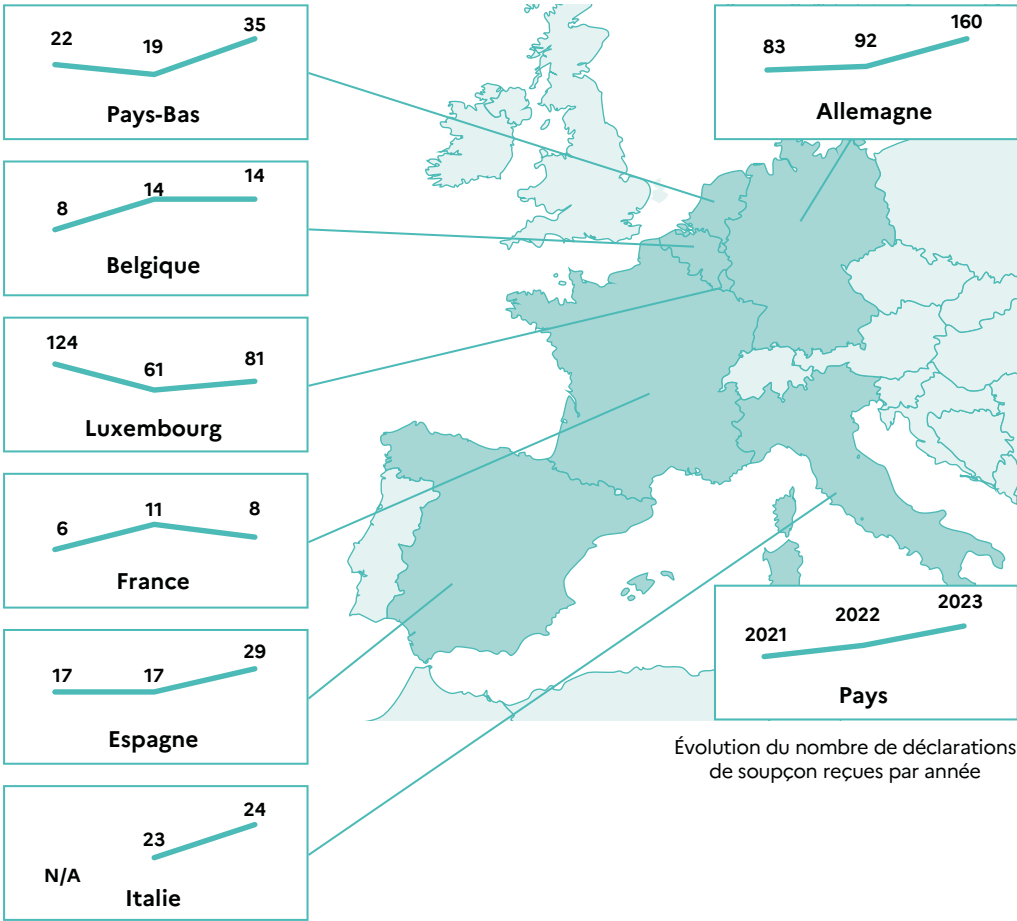 22 19 35
Pays-Bas
8 14 14
Belgique
124 61 81
Luxembourg
6 11 8
France
17 17 29
Espagne
N/A 23 24
Italie
83 92 160
Allemagne
2021 2022 2023
Pays
Évolution du nombre de déclarations
de soupçon reçues par année